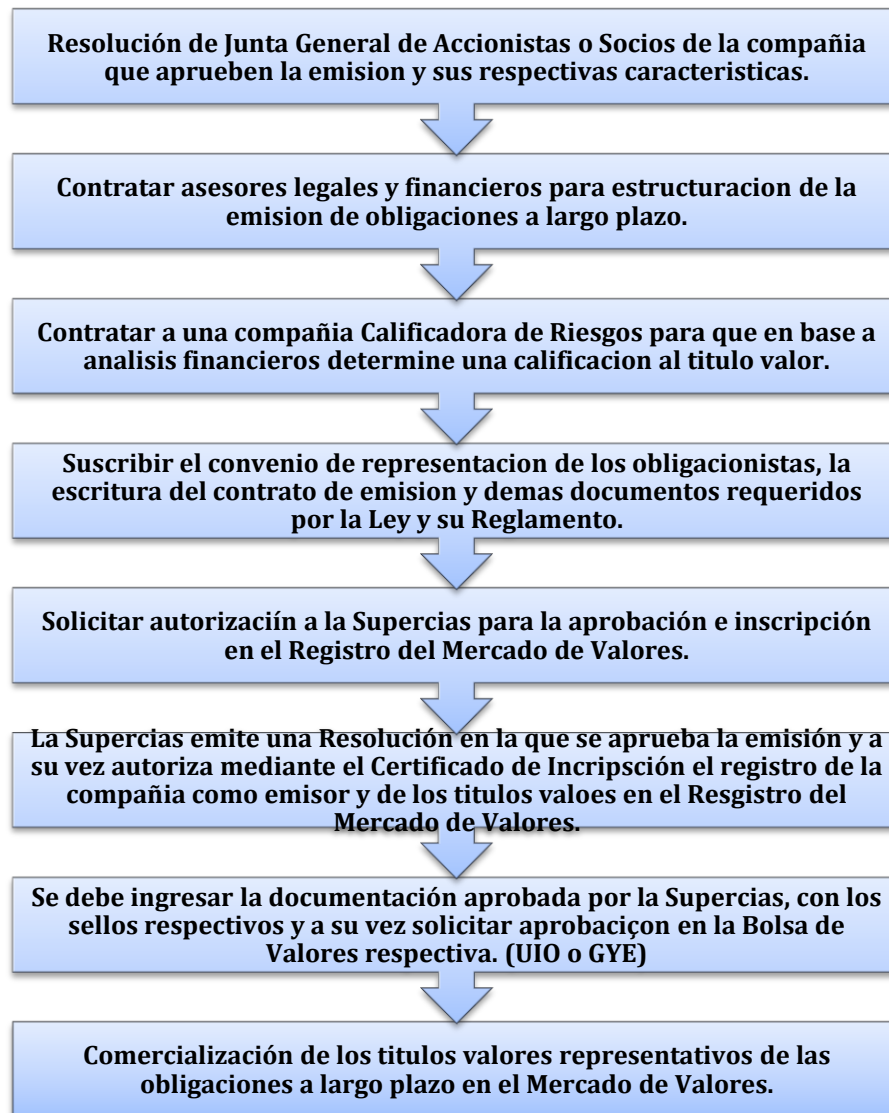 Resolución de Junta General de Accionistas o Socios de la compañia
que aprueben la emision y sus respectivas caracteristicas.
Contratar asesores legales y financieros para estructuracion de la
emision de obligaciones a largo plazo.
Contratar a una compañia Calificadora de Riesgos para que en base a
analisis financieros determine una calificacion al titulo valor.
Suscribir el convenio de representacion de los obligacionistas, la
escritura del contrato de emision y demas documentos requeridos
por la Ley y su Reglamento.
Solicitar autorizaciín a la Supercias para la aprobación e inscripción
en el Registro del Mercado de Valores.
La Supercias emite una Resolución en la que se aprueba la emisión y a
su vez autoriza mediante el Certificado de Incripsción el registro de la
compañia como emisor y de los titulos valoes en el Resgistro del
Mercado de Valores.
Se debe ingresar la documentación aprobada por la Supercias, con los
sellos respectivos y a su vez solicitar aprobaciçon en la Bolsa de
Valores respectiva. (UIO o GYE)
Comercialización de los titulos valores representativos de las
obligaciones a largo plazo en el Mercado de Valores.